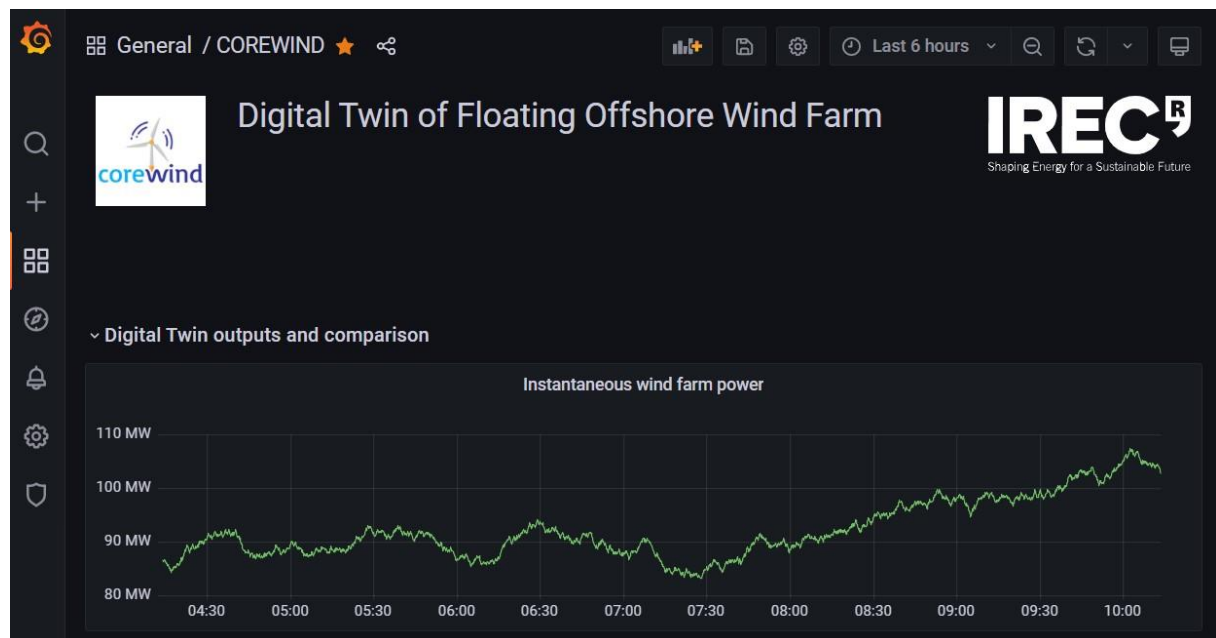 General / COREWIND
Last 6 hours
corewind
Digital Twin of Floating Offshore Wind Farm
IREC R
Shaping Energy for a Sustainable Future
Digital Twin outputs and comparison
Instantaneous wind farm power
110 MW
100 MW
90 MW
80 MW
04:30 05:00 05:30 06:00 06:30 07:00 07:30 08:00 08:30 09:00 09:30 10:00